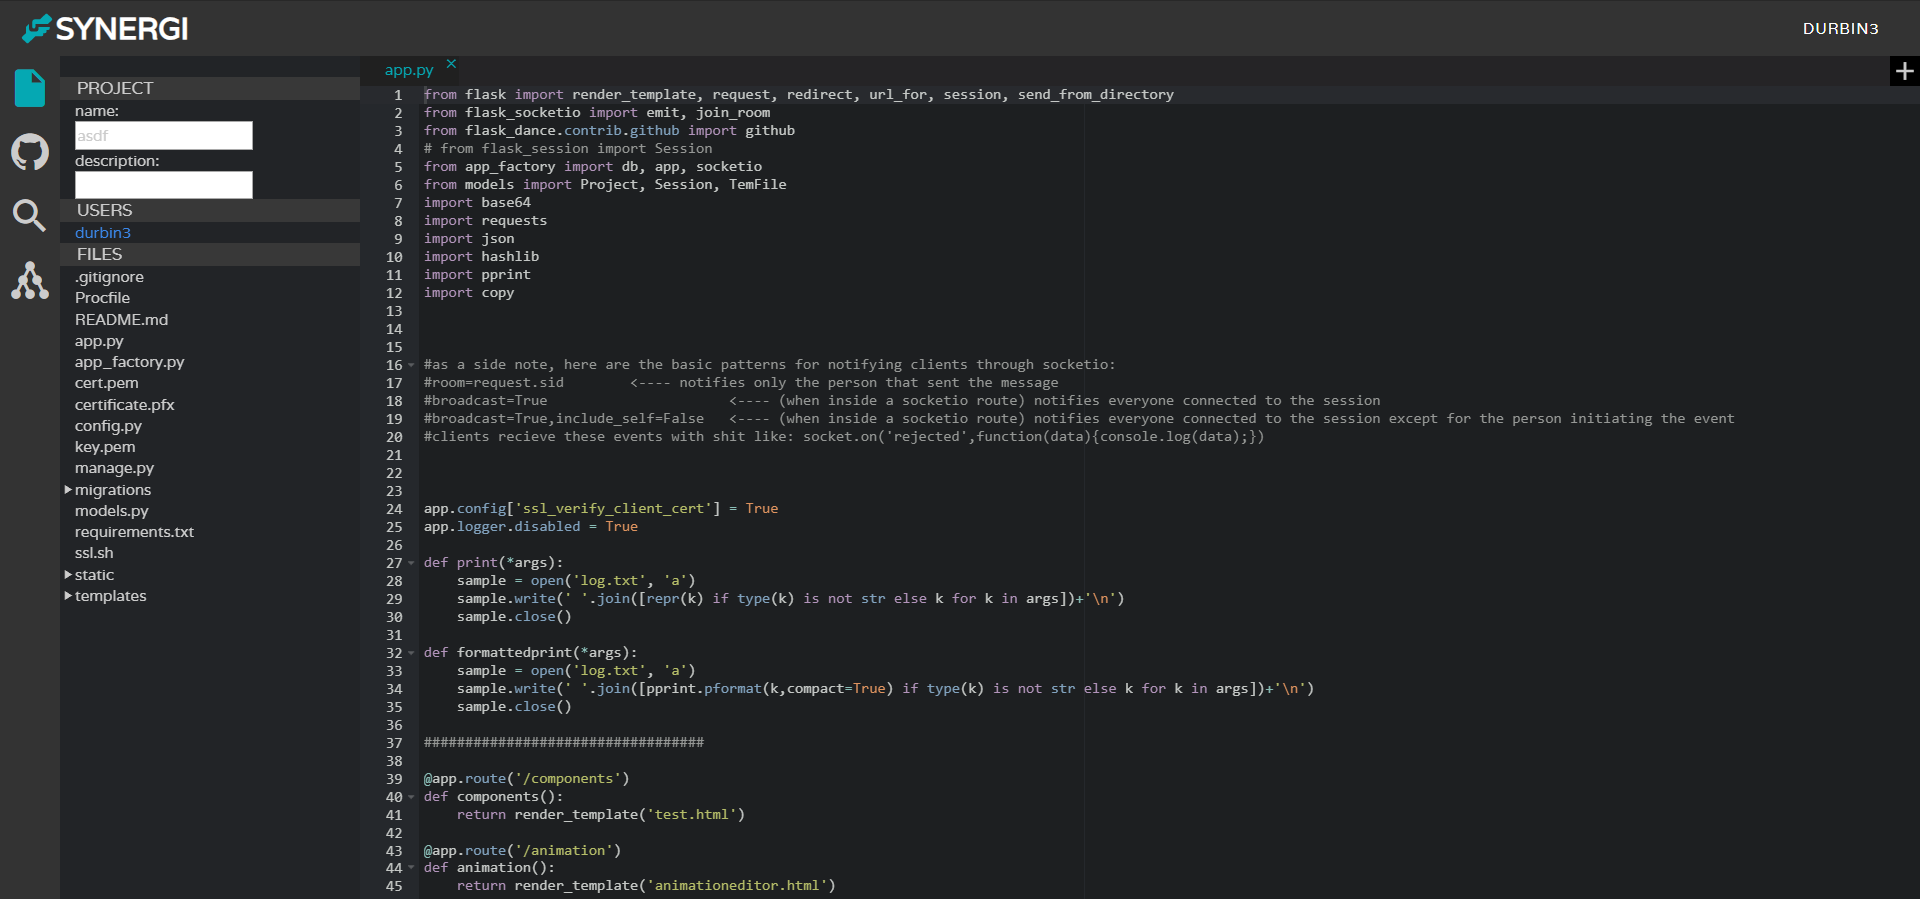 SYNERGI
DURBIN3
PROJECT
name:
asdf
description:
USERS
durbin3
FILES
.gitignore
Procfile
README.md
app.py
app_factory.py
cert.pem
certificate.pfx
config.py
key.pem
manage.py
migrations
models.py
requirements.txt
ssl.sh
static
templates
app.py ×
1 from flask import render_template, request, redirect, url_for, session, send_from_directory
2 from flask_socketio import emit, join_room
3 from flask_dance.contrib.github import github
4 # from flask_session import Session
5 from app_factory import db, app, socketio
6 from models import Project, Session, TemFile
7 import base64
8 import requests
9 import json
10 import hashlib
11 import pprint
12 import copy
13
14
15
16 #as a side note, here are the basic patterns for notifying clients through socketio:
17 #room=request.sid        <---- notifies only the person that sent the message
18 #broadcast=True                      <---- (when inside a socketio route) notifies everyone connected to the session
19 #broadcast=True,include_self=False   <---- (when inside a socketio route) notifies everyone connected to the session except for the person initiating the event
20 #clients recieve these events with shit like: socket.on('rejected',function(data){console.log(data);})
21
22
23
24 app.config['ssl_verify_client_cert'] = True
25 app.logger.disabled = True
26
27 def print(*args):
28     sample = open('log.txt', 'a')
29     sample.write(' '.join([repr(k) if type(k) is not str else k for k in args])+'\n')
30     sample.close()
31
32 def formattedprint(*args):
33     sample = open('log.txt', 'a')
34     sample.write(' '.join([pprint.pformat(k,compact=True) if type(k) is not str else k for k in args])+'\n')
35     sample.close()
36
37 ##################################
38
39 @app.route('/components')
40 def components():
41     return render_template('test.html')
42
43 @app.route('/animation')
44 def animation():
45     return render_template('animationeditor.html')